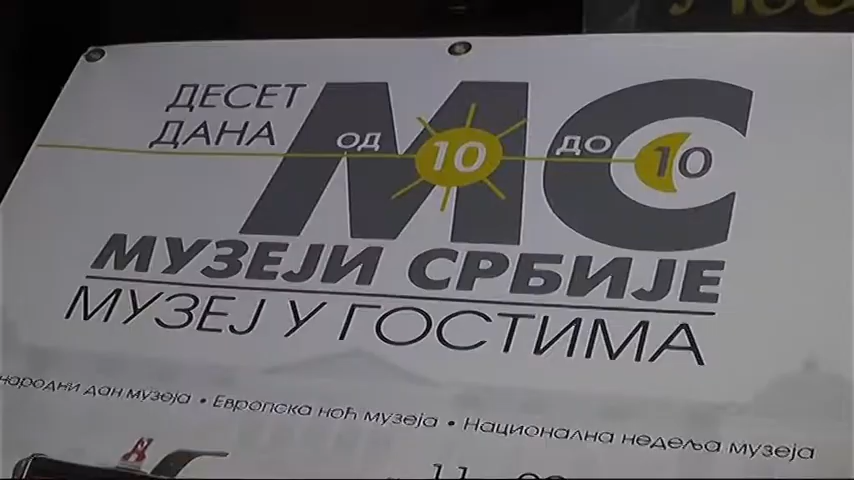 ДЕСЕТ
ДАНА
МС
од 10 до 10
МУЗЕЈИ СРБИЈЕ
МУЗЕЈ У ГОСТИМА
народни дан музеја • Европска ноћ музеја • Национална недеља музеја